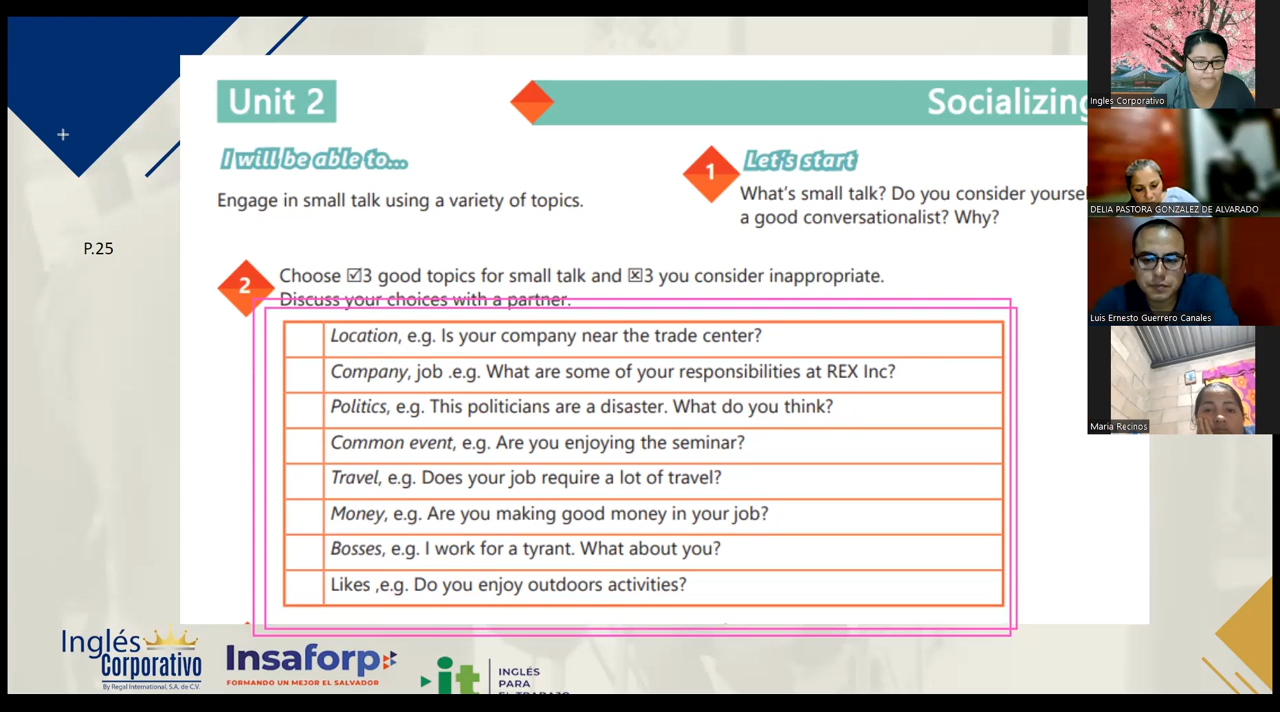 Unit 2
Socializing
I will be able to...
Engage in small talk using a variety of topics.
1
Let's start
What's small talk? Do you consider
a good conversationalist? Why?
P.25
2
Choose ☑3 good topics for small talk and ☒3 you consider inappropriate.
Discuss your choices with a partner.
Location, e.g. Is your company near the trade center?
Company, job .e.g. What are some of your responsibilities at REX Inc?
Politics, e.g. This politicians are a disaster. What do you think?
Common event, e.g. Are you enjoying the seminar?
Travel, e.g. Does your job require a lot of travel?
Money, e.g. Are you making good money in your job?
Bosses, e.g. I work for a tyrant. What about you?
Likes ,e.g. Do you enjoy outdoors activities?
Inglés
Corporativo
By Regal International, S.A. de C.V.
Insaforp
FORMANDO UN MEJOR EL SALVADOR
it
INGLÉS
PARA
EL TRABAJO
Ingles Corporativo
DELIA PASTORA GONZALEZ DE ALVARADO
Luis Ernesto Guerrero Canales
Maria Recinos